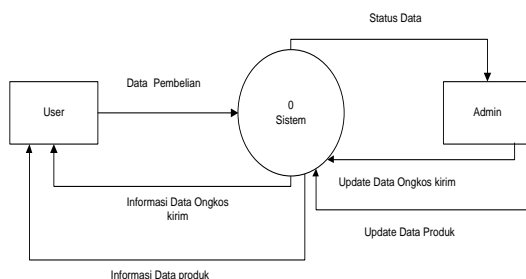 Status Data
Data Pembelian
User
0
Sistem
Admin
Update Data Ongkos kirim
Informasi Data Ongkos
kirim
Update Data Produk
Informasi Data produk